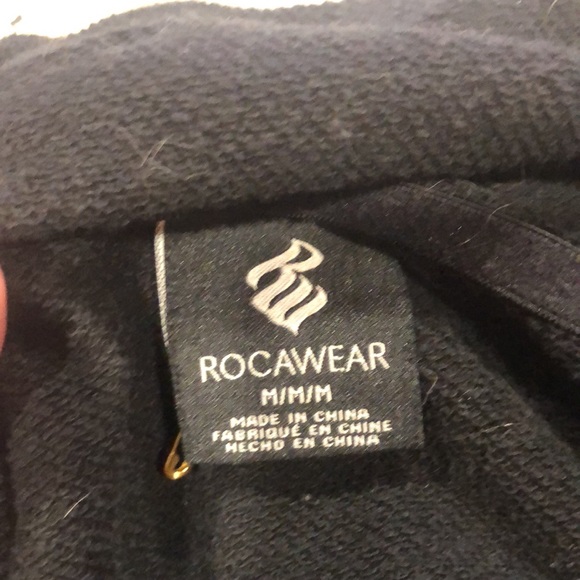 ROCAWEAR
M/M/M
MADE IN CHINA
FABRIQUÉ EN CHINE
HECHO EN CHINA